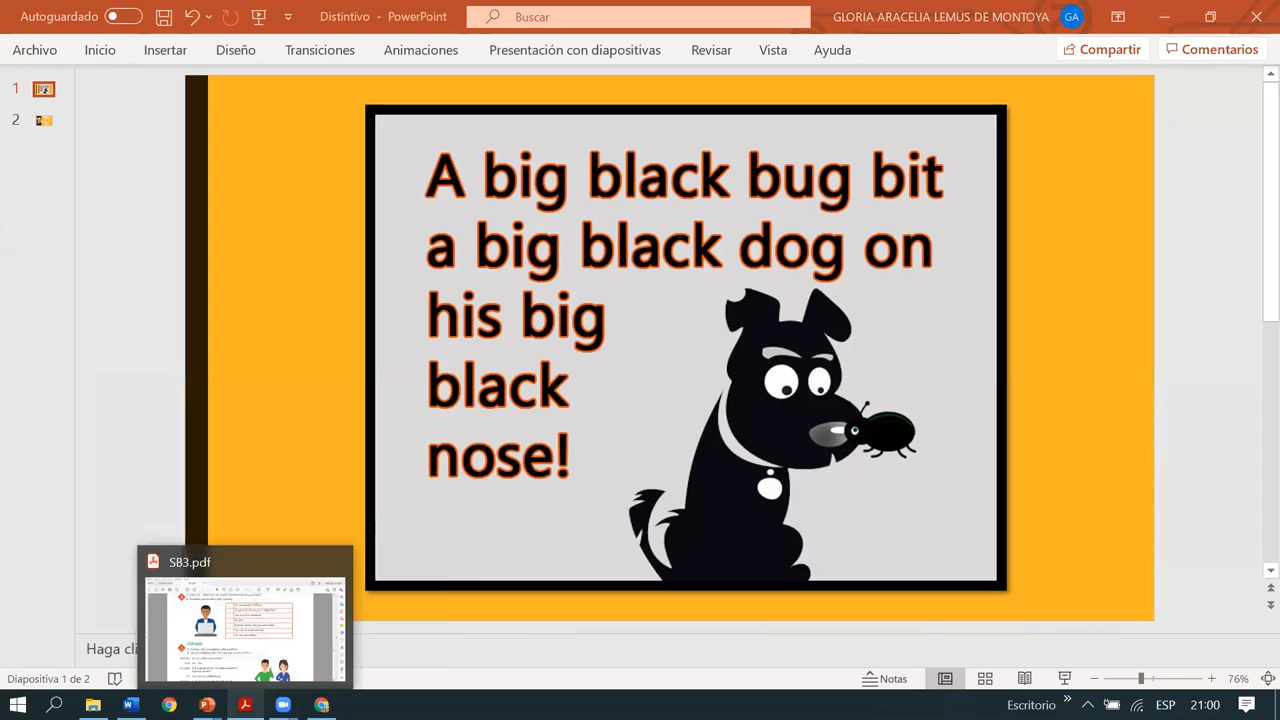 Autoguardado
Distintivo - PowerPoint
Buscar
GLORIA ARACELIA LEMUS DE MONTOYA
GA
Archivo
Inicio
Insertar
Diseño
Transiciones
Animaciones
Presentación con diapositivas
Revisar
Vista
Ayuda
Compartir
Comentarios
1
2
A big black bug bit
a big black dog on
his big
black
nose!
SB3.pdf
Haga cli
Diapositiva 1 de 2
Notas
76%
Escritorio
ESP
21:00